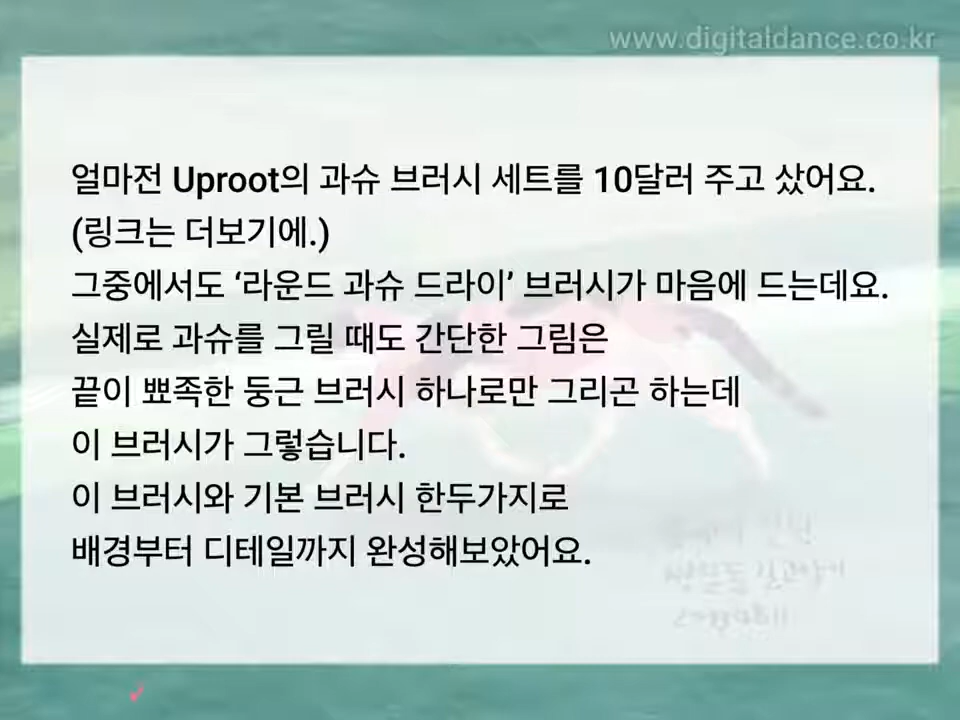 www.digitaldance.co.kr
얼마전 Uproot의 과슈 브러시 세트를 10달러 주고 샀어요.
(링크는 더보기에.)
그중에서도 ‘라운드 과슈 드라이’ 브러시가 마음에 드는데요.
실제로 과슈를 그릴 때도 간단한 그림은
끝이 뾰족한 둥근 브러시 하나로만 그리곤 하는데
이 브러시가 그렇습니다.
이 브러시와 기본 브러시 한두가지로
배경부터 디테일까지 완성해보았어요.